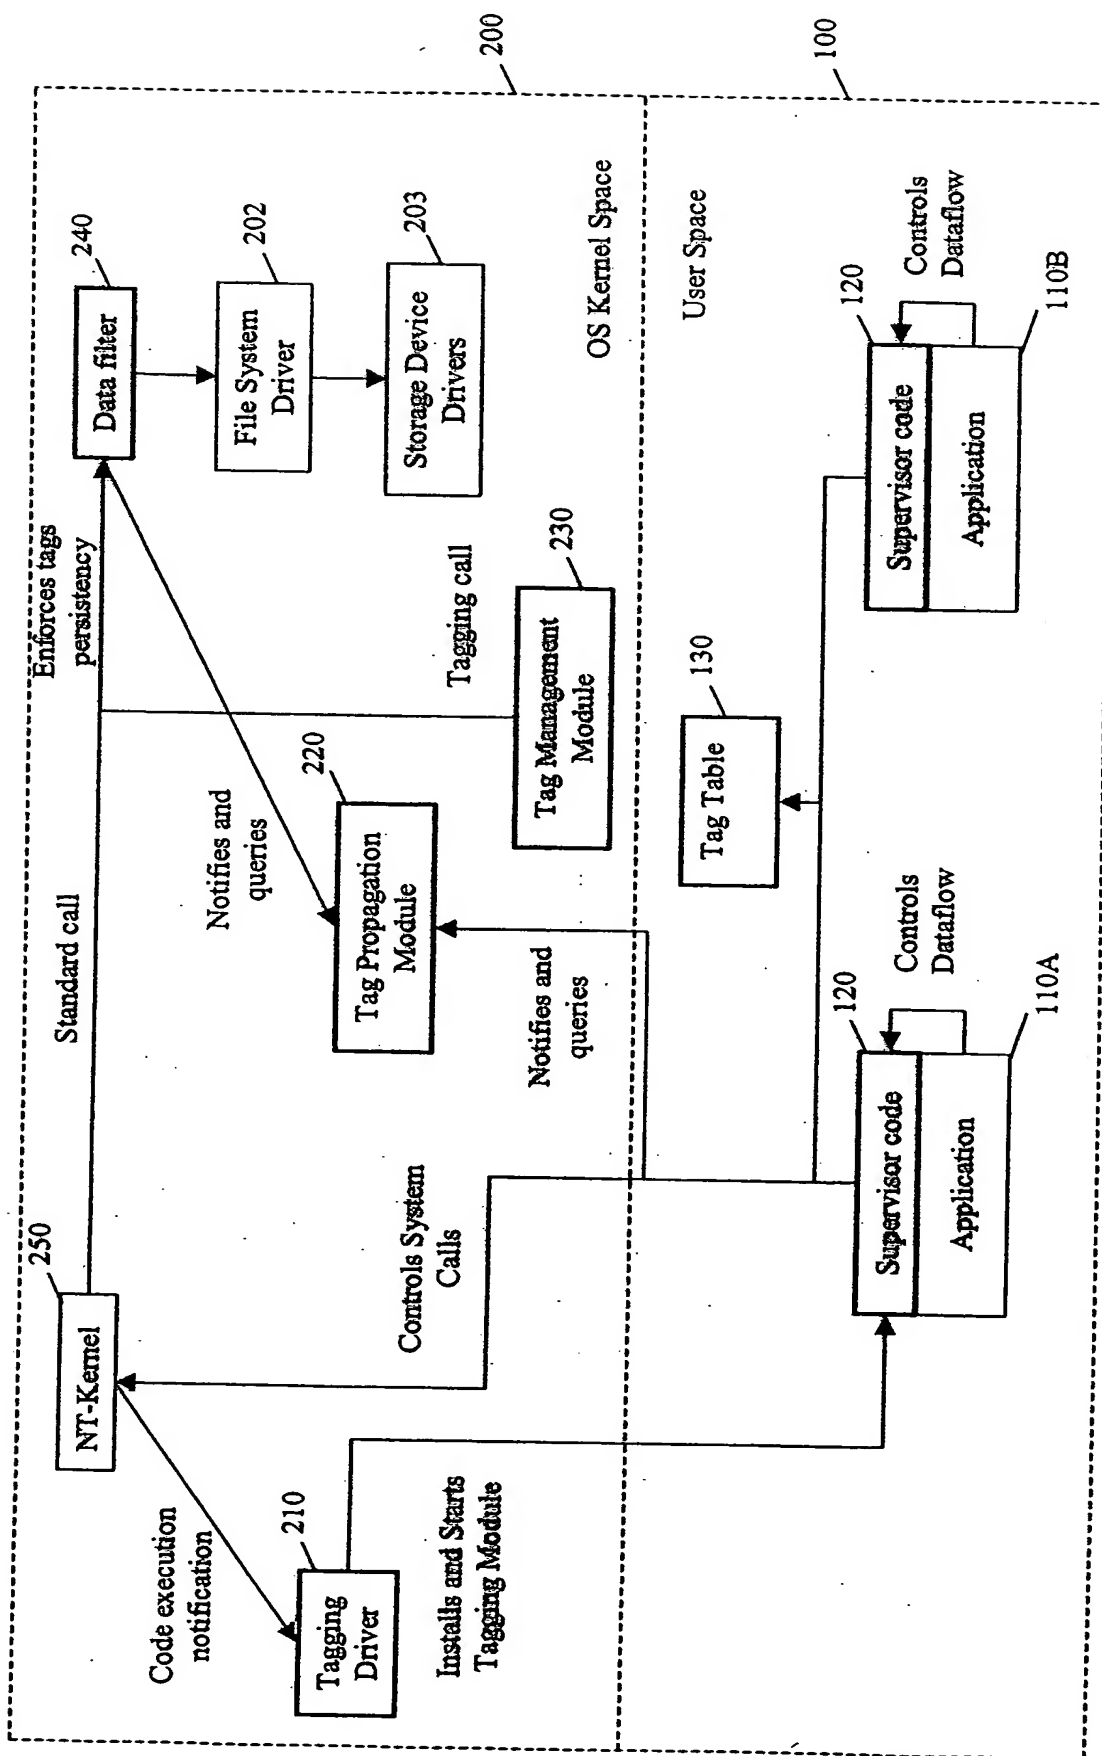 200
250
NT-Kernel
Standard call
Enforces tags
persistency
Data filter
240
Code execution
notification
210
Tagging
Driver
Installs and Starts
Tagging Module
Controls System
Calls
Notifies and
queries
220
Tag Propagation
Module
Notifies and
queries
Tagging call
230
Tag Management
Module
File System
Driver
202
Storage Device
Drivers
203
OS Kernel Space
100
User Space
130
Tag Table
120
Supervisor code
Application
110A
Controls
Dataflow
120
Supervisor code
Application
110B
Controls
Dataflow